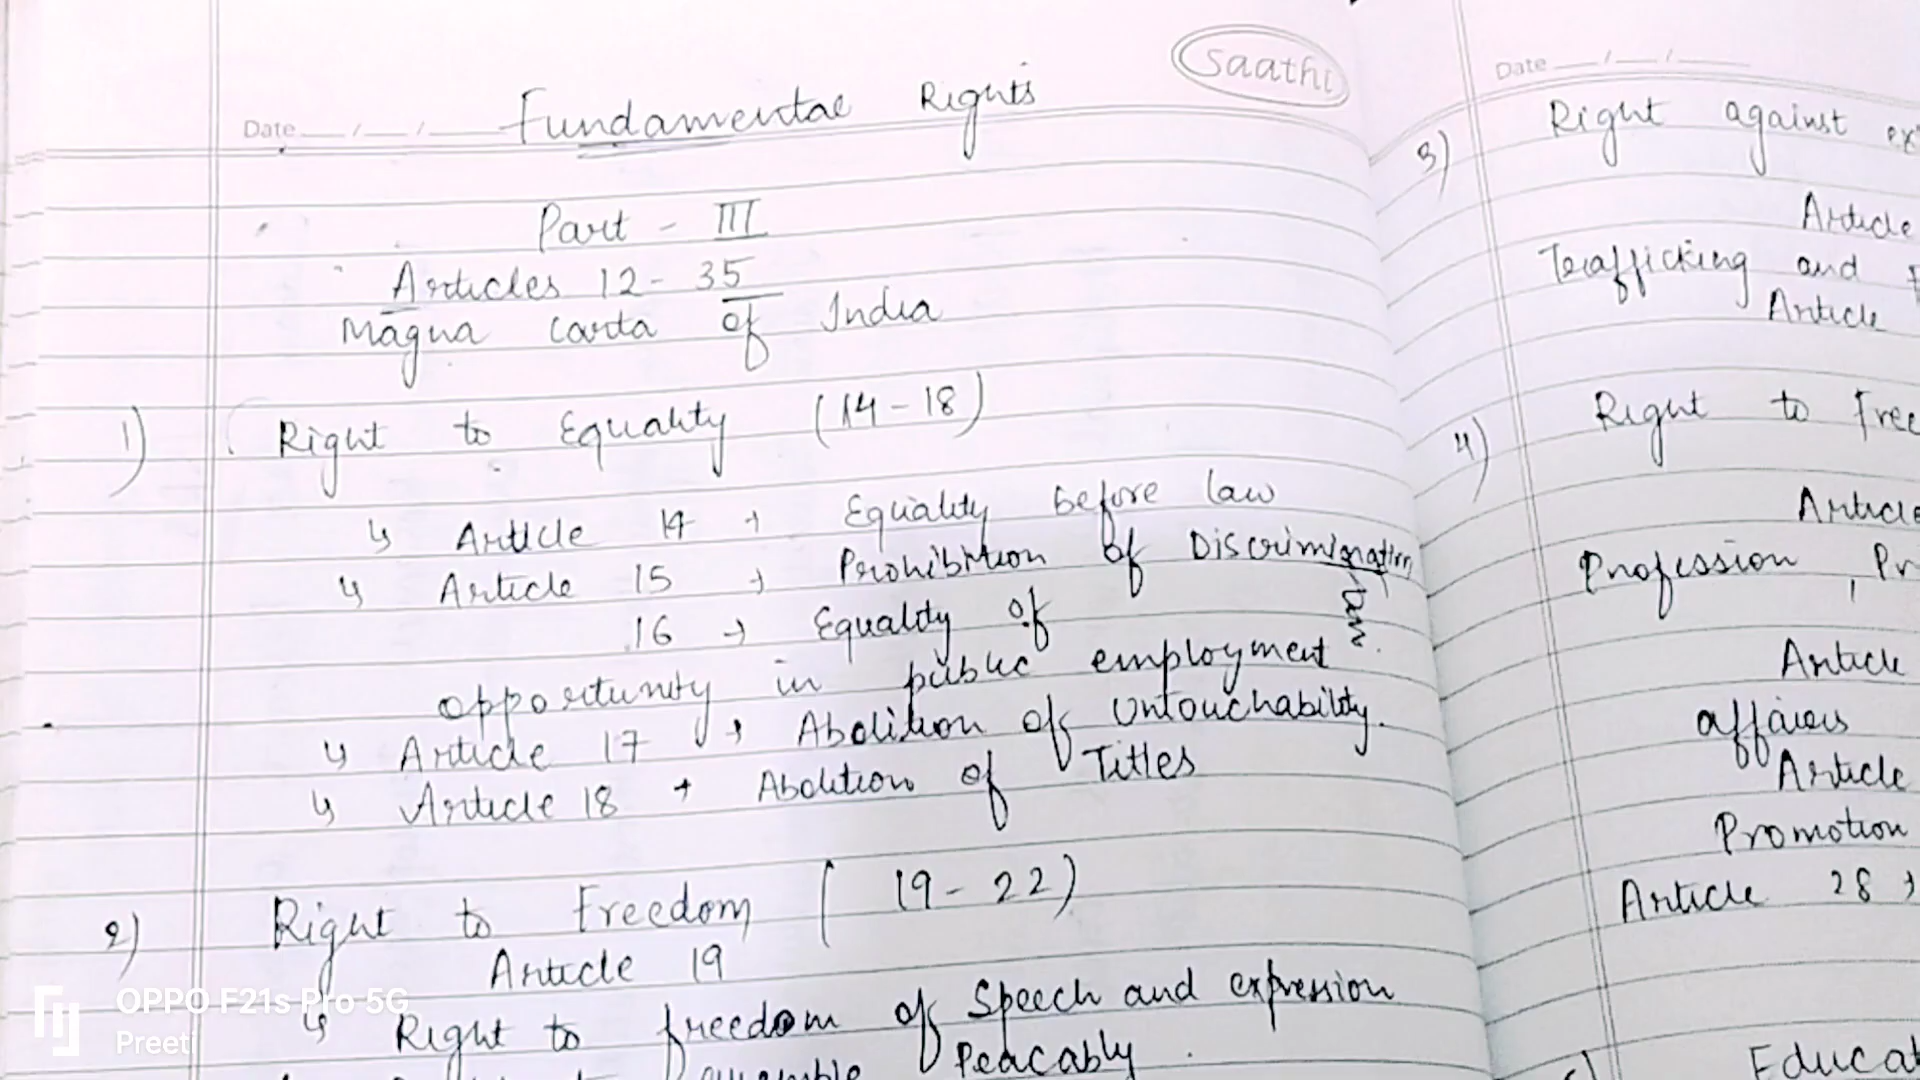 Saathi
Date
Fundamental Rights
Part - III
Articles 12-35
Magna carta of India
1) Right to Equality (14-18)
↳ Article 14 → Equality before law
↳ Article 15 → Prohibition of Discrimination
16 → Equality of
opportunity in public employment
↳ Article 17 → Abolition of Untouchability.
↳ Article 18 → Abolition of Titles
2) Right to Freedom (19-22)
Article 19
↳ Right to freedom of Speech and expression
Peacably.
Date
3) Right against
Article
Trafficking and
Article
4) Right to Free
Article
Profession, Pr
Article
affairs
Article
Promotion
Article 28 →
Educat
OPPO F21s Pro 5G
Preeti